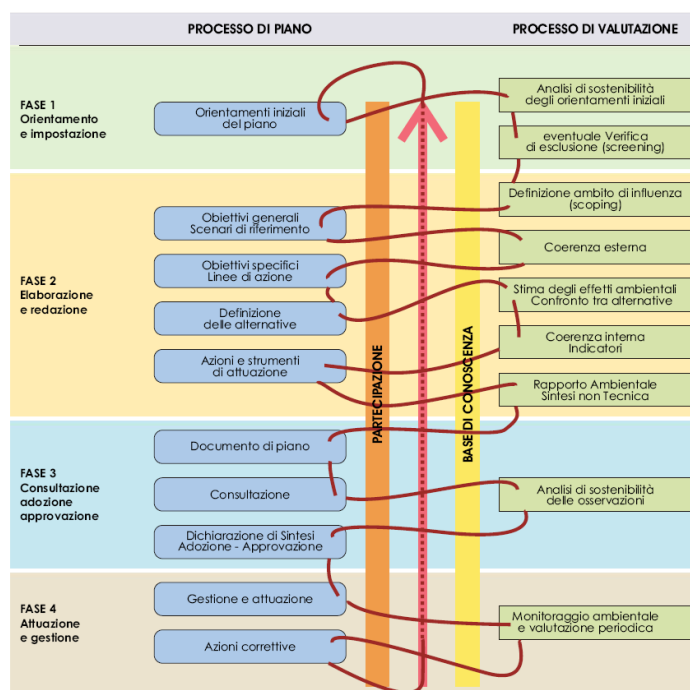 PROCESSO DI PIANO
PROCESSO DI VALUTAZIONE
FASE 1
Orientamento
e impostazione
Orientamenti iniziali
del piano
Analisi di sostenibilità
degli orientamenti iniziali
eventuale Verifica
di esclusione (screening)
FASE 2
Elaborazione
e redazione
Definizione ambito di influenza
(scoping)
Obiettivi generali
Scenari di riferimento
Coerenza esterna
Obiettivi specifici
Linee di azione
Stima degli effetti ambientali
Confronto tra alternative
Definizione
delle alternative
Coerenza interna
Indicatori
Azioni e strumenti
di attuazione
Rapporto Ambientale
Sintesi non Tecnica
PARTECIPAZIONE
BASE DI CONOSCENZA
FASE 3
Consultazione
adozione
approvazione
Documento di piano
Consultazione
Analisi di sostenibilità
delle osservazioni
Dichiarazione di Sintesi
Adozione - Approvazione
FASE 4
Attuazione
e gestione
Gestione e attuazione
Monitoraggio ambientale
e valutazione periodica
Azioni correttive